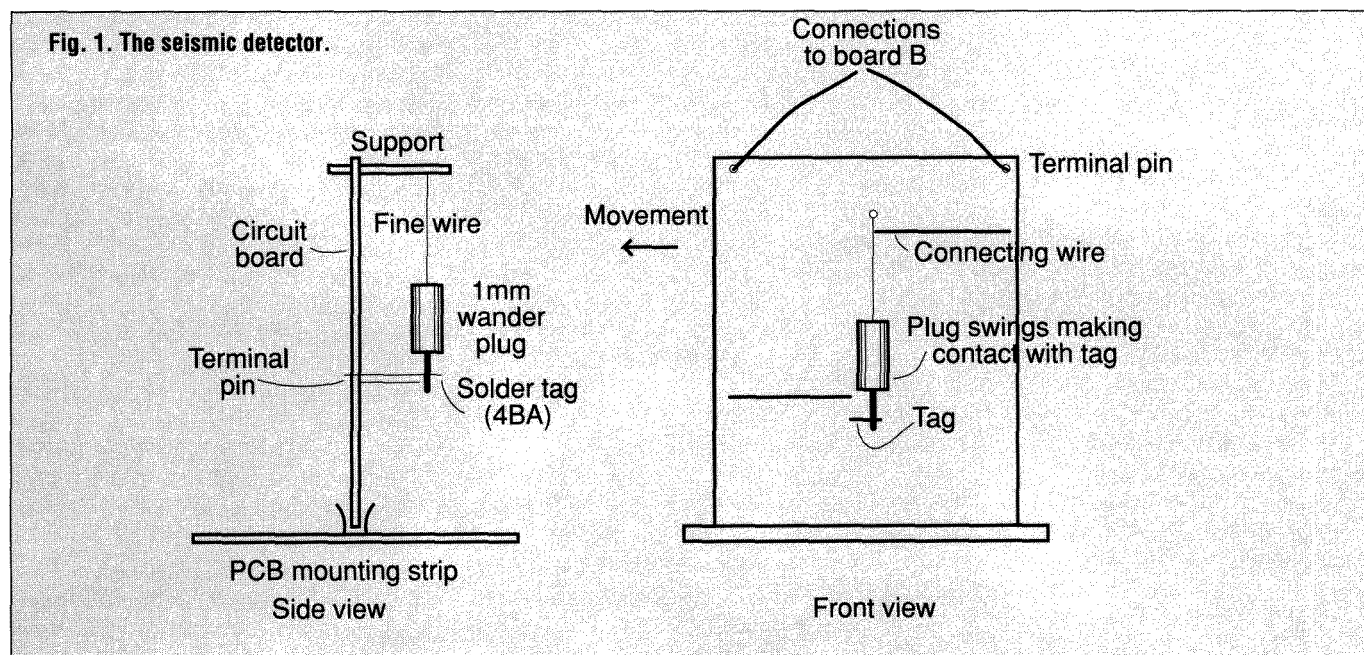 Fig. 1. The seismic detector.
Support
Fine wire
Circuit
board
1mm
wander
plug
Terminal
pin
Solder tag
(4BA)
PCB mounting strip
Side view
Connections
to board B
Terminal pin
Movement
Connecting wire
Plug swings making
contact with tag
Tag
Front view